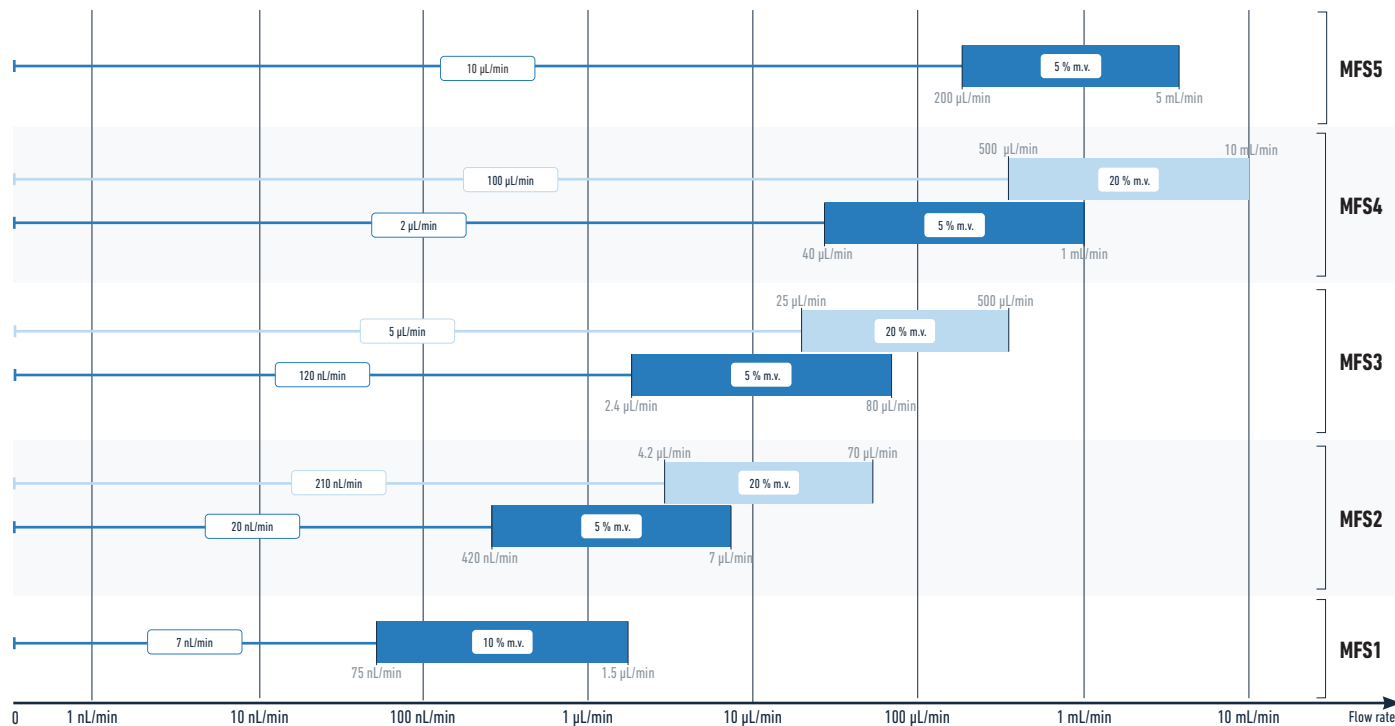 10 µL/min
5 % m.v.
200 µL/min
5 mL/min
MFS5
500 µL/min
10 mL/min
100 µL/min
20 % m.v.
2 µL/min
5 % m.v.
40 µL/min
1 mL/min
MFS4
25 µL/min
500 µL/min
5 µL/min
20 % m.v.
120 nL/min
5 % m.v.
2.4 µL/min
80 µL/min
MFS3
4.2 µL/min
70 µL/min
210 nL/min
20 % m.v.
20 nL/min
5 % m.v.
420 nL/min
7 µL/min
MFS2
7 nL/min
10 % m.v.
75 nL/min
1.5 µL/min
MFS1
0 1 nL/min 10 nL/min 100 nL/min 1 µL/min 10 µL/min 100 µL/min 1 mL/min 10 mL/min Flow rate